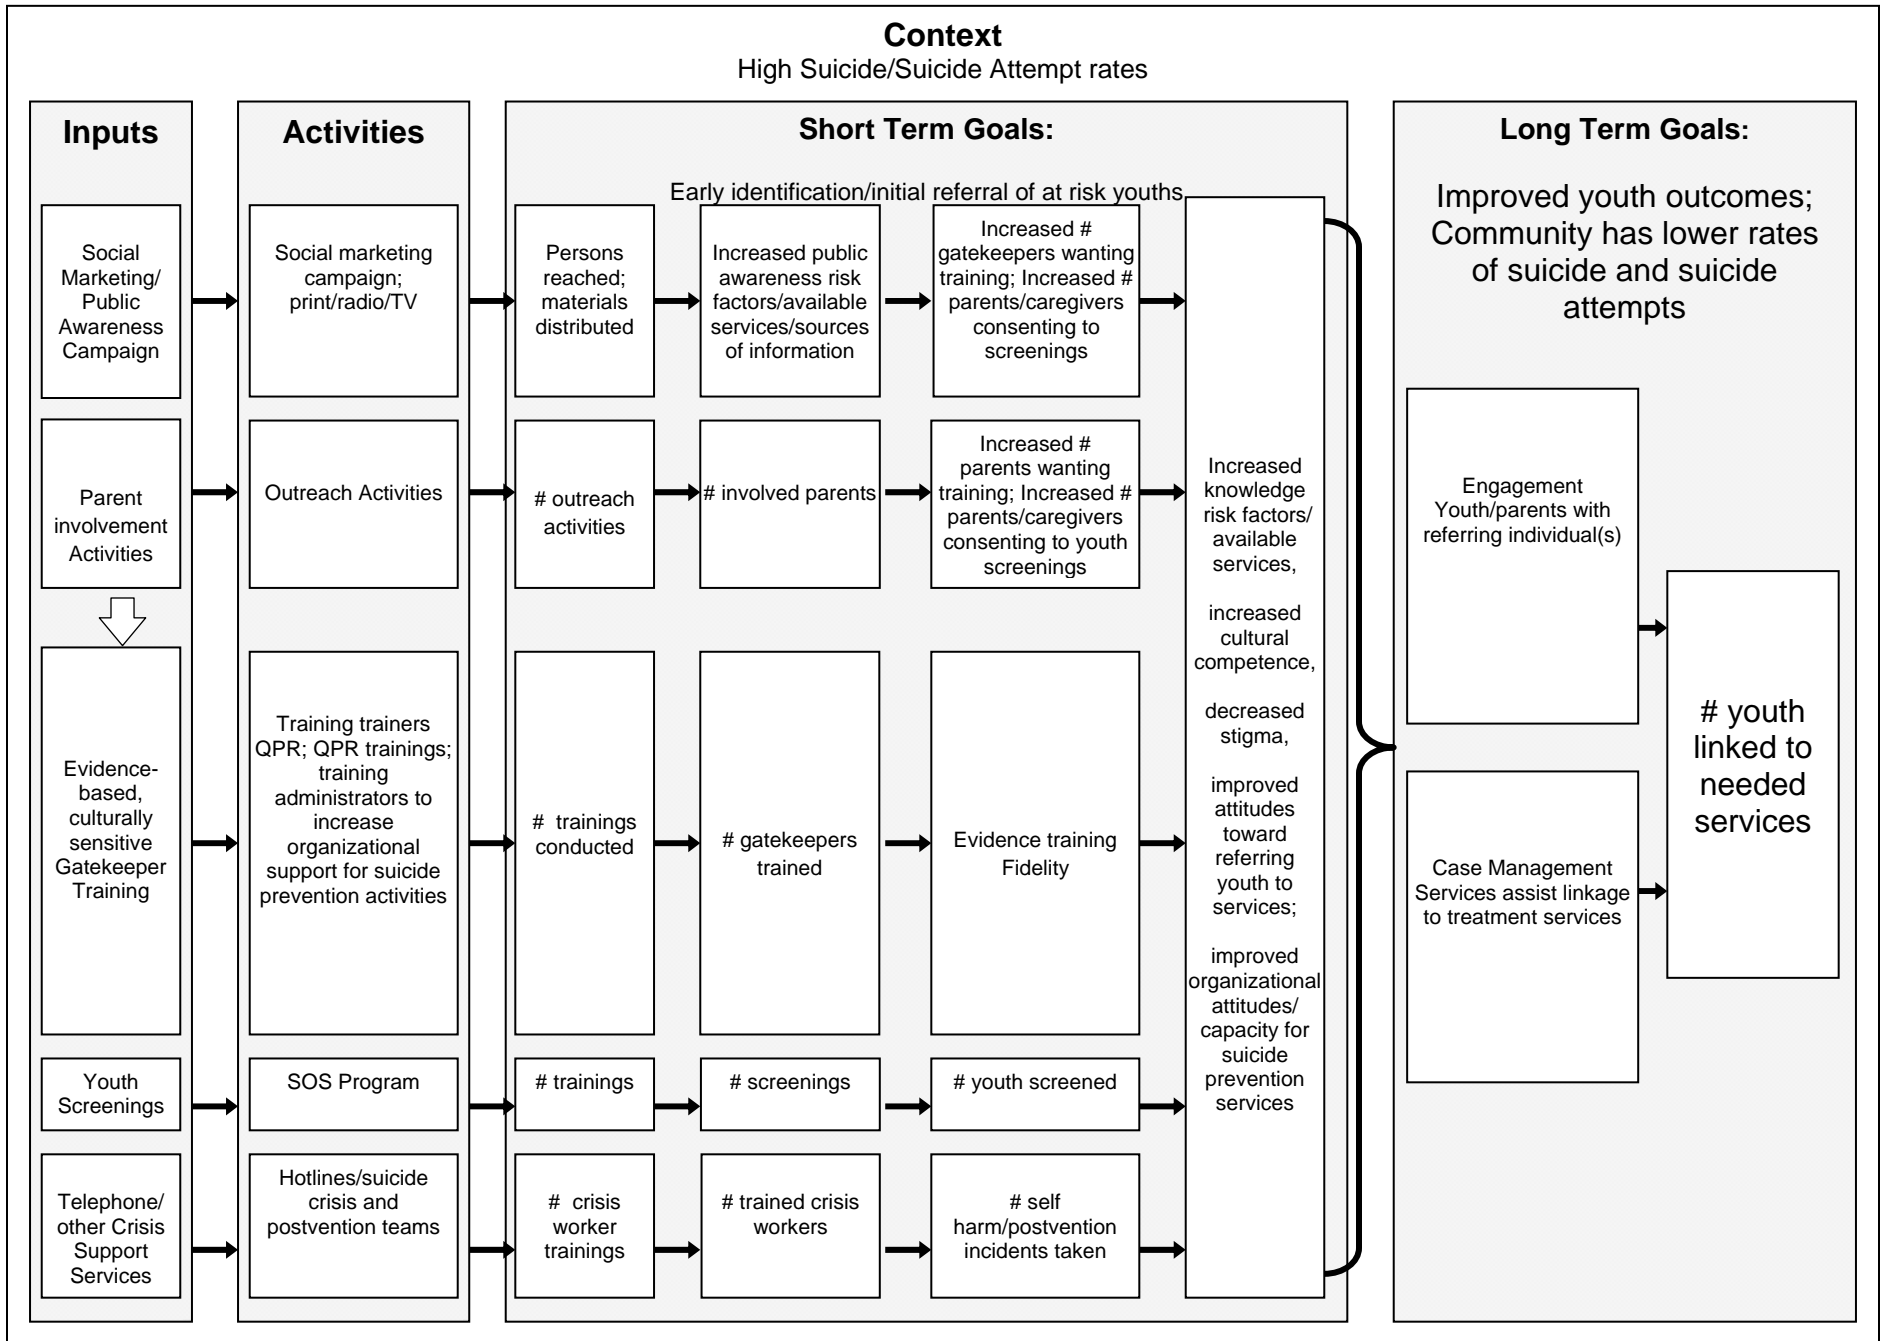 Context
High Suicide/Suicide Attempt rates
Inputs
Activities
Short Term Goals:
Long Term Goals:
Early identification/initial referral of at risk youths
Improved youth outcomes;
Community has lower rates
of suicide and suicide
attempts
Social
Marketing/
Public
Awareness
Campaign
Social marketing
campaign;
print/radio/TV
Persons
reached;
materials
distributed
Increased public
awareness risk
factors/available
services/sources
of information
Increased #
gatekeepers wanting
training; Increased #
parents/caregivers
consenting to
screenings
Parent
involvement
Activities
Outreach Activities
# outreach
activities
# involved parents
Increased #
parents wanting
training; Increased #
parents/caregivers
consenting to youth
screenings
Evidence-
based,
culturally
sensitive
Gatekeeper
Training
Training trainers
QPR; QPR trainings;
training
administrators to
increase
organizational
support for suicide
prevention activities
# trainings
conducted
# gatekeepers
trained
Evidence training
Fidelity
Youth
Screenings
SOS Program
# trainings
# screenings
# youth screened
Telephone/
other Crisis
Support
Services
Hotlines/suicide
crisis and
postvention teams
# crisis
worker
trainings
# trained crisis
workers
# self
harm/postvention
incidents taken
Increased
knowledge
risk factors/
available
services,
increased
cultural
competence,
decreased
stigma,
improved
attitudes
toward
referring
youth to
services;
improved
organizational
attitudes/
capacity for
suicide
prevention
services
Engagement
Youth/parents with
referring individual(s)
Case Management
Services assist linkage
to treatment services
# youth
linked to
needed
services